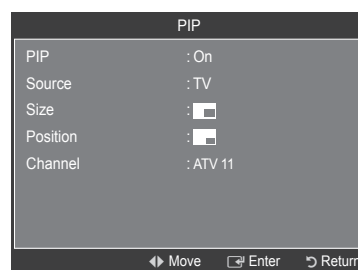 PIP
PIP : On
Source : TV
Size :
Position :
Channel : ATV 11
Move Enter Return